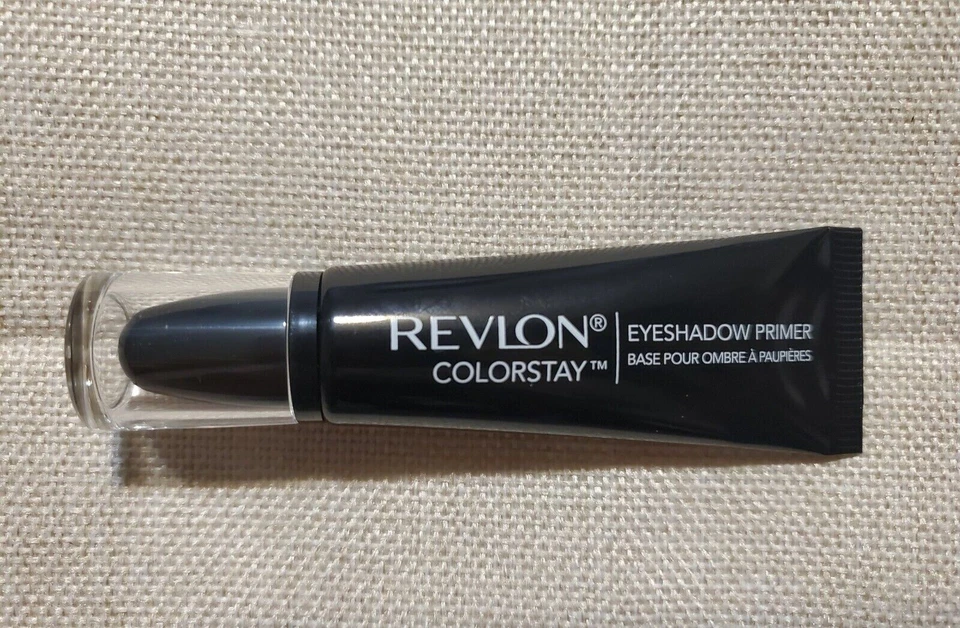 REVLON®
COLORSTAY™
EYESHADOW PRIMER
BASE POUR OMBRE À PAUPIÈRES